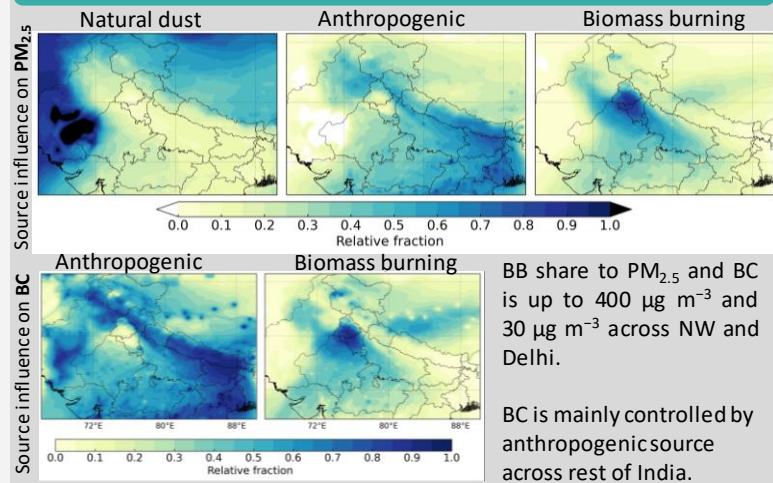 Natural dust
Anthropogenic
Biomass burning
Source influence on PM₂.₅
0.0 0.1 0.2 0.3 0.4 0.5 0.6 0.7 0.8 0.9 1.0
Relative fraction
Anthropogenic
Biomass burning
Source influence on BC
72°E 80°E 88°E
72°E 80°E 88°E
0.0 0.1 0.2 0.3 0.4 0.5 0.6 0.7 0.8 0.9 1.0
Relative fraction
BB share to PM₂.₅ and BC
is up to 400 µg m⁻³ and
30 µg m⁻³ across NW and
Delhi.
BC is mainly controlled by
anthropogenic source
across rest of India.